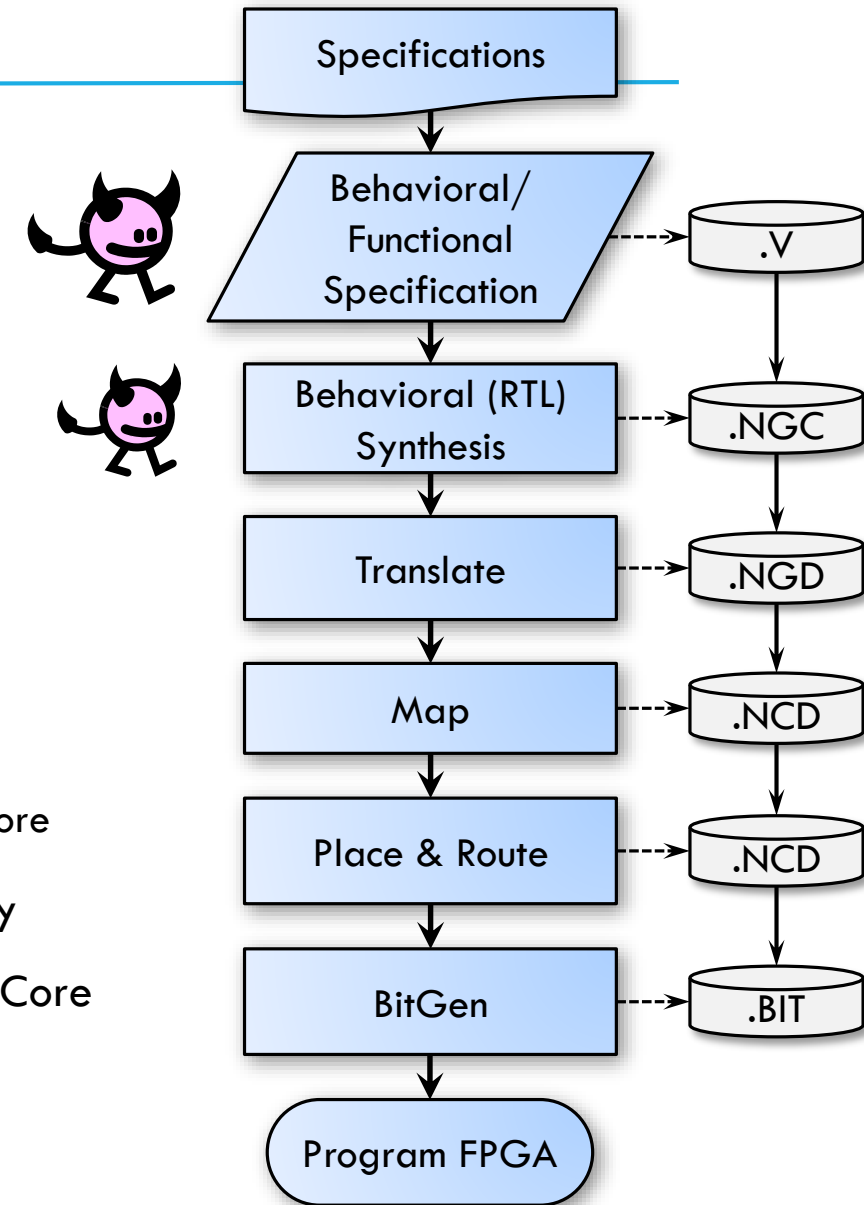 Specifications
Behavioral/
Functional
Specification
.V
Behavioral (RTL)
Synthesis
.NGC
Translate
.NGD
Map
.NCD
Place & Route
.NCD
BitGen
.BIT
Program FPGA
ore
y
Core